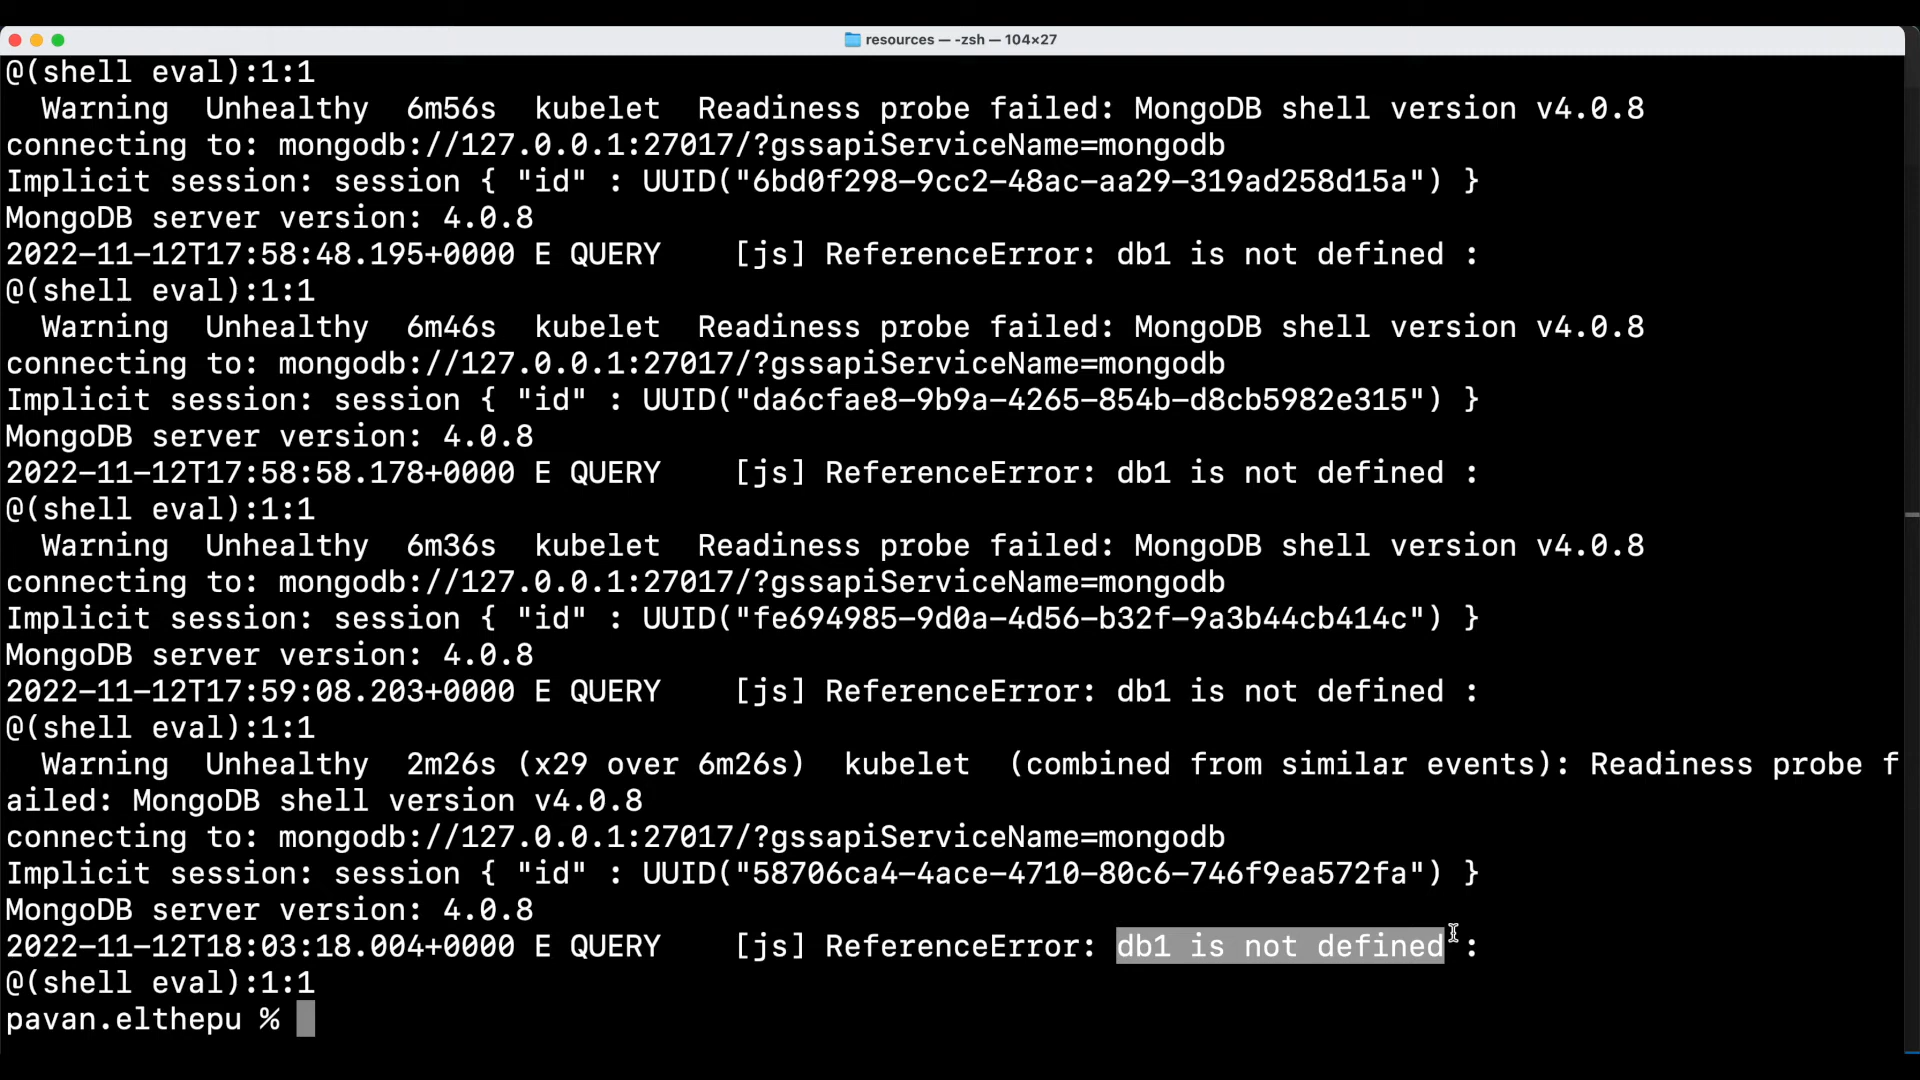 resources — -zsh — 104×27
@(shell eval):1:1
Warning  Unhealthy  6m56s  kubelet  Readiness probe failed: MongoDB shell version v4.0.8
connecting to: mongodb://127.0.0.1:27017/?gssapiServiceName=mongodb
Implicit session: session { "id" : UUID("6bd0f298-9cc2-48ac-aa29-319ad258d15a") }
MongoDB server version: 4.0.8
2022-11-12T17:58:48.195+0000 E QUERY    [js] ReferenceError: db1 is not defined :
@(shell eval):1:1
Warning  Unhealthy  6m46s  kubelet  Readiness probe failed: MongoDB shell version v4.0.8
connecting to: mongodb://127.0.0.1:27017/?gssapiServiceName=mongodb
Implicit session: session { "id" : UUID("da6cfae8-9b9a-4265-854b-d8cb5982e315") }
MongoDB server version: 4.0.8
2022-11-12T17:58:58.178+0000 E QUERY    [js] ReferenceError: db1 is not defined :
@(shell eval):1:1
Warning  Unhealthy  6m36s  kubelet  Readiness probe failed: MongoDB shell version v4.0.8
connecting to: mongodb://127.0.0.1:27017/?gssapiServiceName=mongodb
Implicit session: session { "id" : UUID("fe694985-9d0a-4d56-b32f-9a3b44cb414c") }
MongoDB server version: 4.0.8
2022-11-12T17:59:08.203+0000 E QUERY    [js] ReferenceError: db1 is not defined :
@(shell eval):1:1
Warning  Unhealthy  2m26s (x29 over 6m26s)  kubelet  (combined from similar events): Readiness probe f
ailed: MongoDB shell version v4.0.8
connecting to: mongodb://127.0.0.1:27017/?gssapiServiceName=mongodb
Implicit session: session { "id" : UUID("58706ca4-4ace-4710-80c6-746f9ea572fa") }
MongoDB server version: 4.0.8
2022-11-12T18:03:18.004+0000 E QUERY    [js] ReferenceError: db1 is not defined :
@(shell eval):1:1
pavan.elthepu %